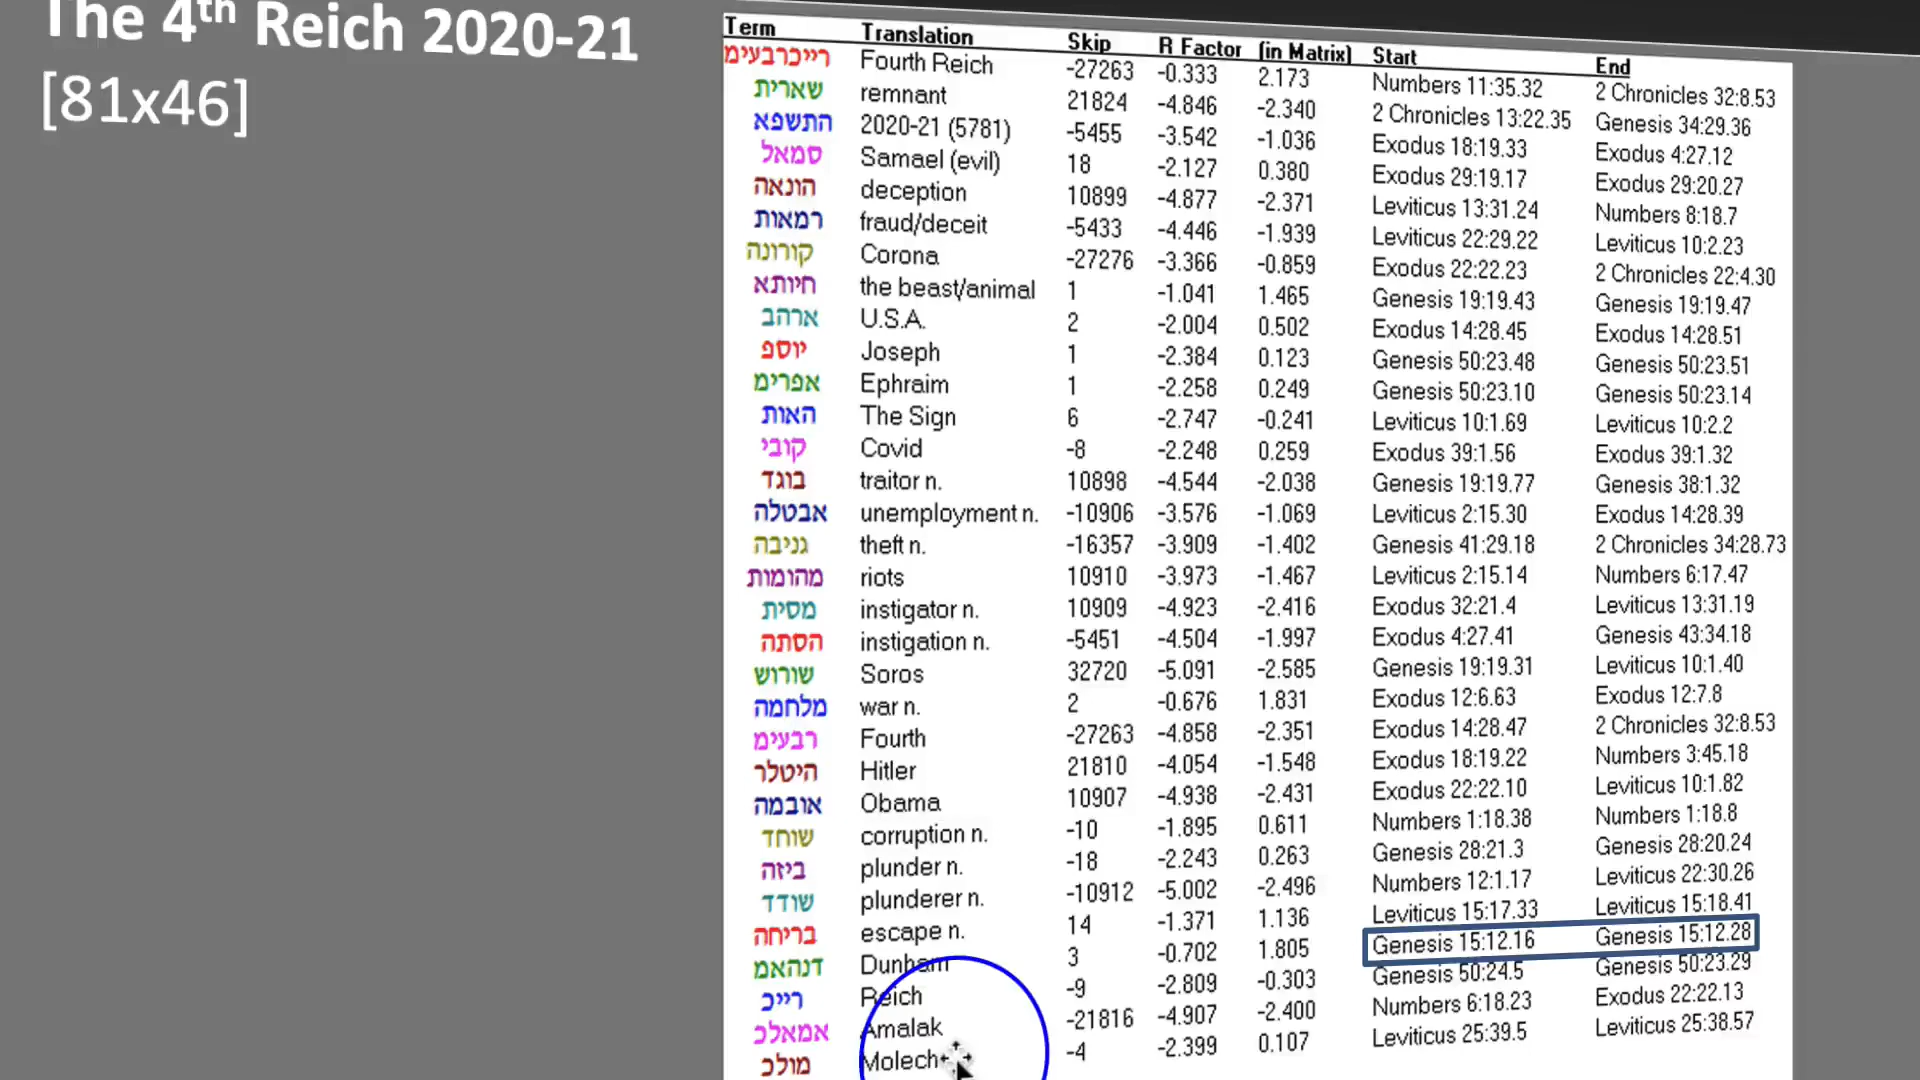 The 4th Reich 2020-21
[81x46]
Term Translation Skip R Factor (in Matrix) Start End
רייכרבעימ Fourth Reich -27263 -0.333 2.173 Numbers 11:35.32 2 Chronicles 32:8.53
שארית remnant 21824 -4.846 -2.340 2 Chronicles 13:22.35 Genesis 34:29.36
התשפא 2020-21 (5781) -5455 -3.542 -1.036 Exodus 18:19.33 Exodus 4:27.12
סמאל Samael (evil) 18 -2.127 0.380 Exodus 29:19.17 Exodus 29:20.27
הונאה deception 10899 -4.877 -2.371 Leviticus 13:31.24 Numbers 8:18.7
רמאות fraud/deceit -5433 -4.446 -1.939 Leviticus 22:29.22 Leviticus 10:2.23
קורונה Corona -27276 -3.366 -0.859 Exodus 22:22.23 2 Chronicles 22:4.30
חיותא the beast/animal 1 -1.041 1.465 Genesis 19:19.43 Genesis 19:19.47
ארהב U.S.A. 2 -2.004 0.502 Exodus 14:28.45 Exodus 14:28.51
יוספ Joseph 1 -2.384 0.123 Genesis 50:23.48 Genesis 50:23.51
אפרימ Ephraim 1 -2.258 0.249 Genesis 50:23.10 Genesis 50:23.14
האות The Sign 6 -2.747 -0.241 Leviticus 10:1.69 Leviticus 10:2.2
קובי Covid -8 -2.248 0.259 Exodus 39:1.56 Exodus 39:1.32
בוגד traitor n. 10898 -4.544 -2.038 Genesis 19:19.77 Genesis 38:1.32
אבטלה unemployment n. -10906 -3.576 -1.069 Leviticus 2:15.30 Exodus 14:28.39
גניבה theft n. -16357 -3.909 -1.402 Genesis 41:29.18 2 Chronicles 34:28.73
מהומות riots 10910 -3.973 -1.467 Leviticus 2:15.14 Numbers 6:17.47
מסית instigator n. 10909 -4.923 -2.416 Exodus 32:21.4 Leviticus 13:31.19
הסתה instigation n. -5451 -4.504 -1.997 Exodus 4:27.41 Genesis 43:34.18
שורוש Soros 32720 -5.091 -2.585 Genesis 19:19.31 Leviticus 10:1.40
מלחמה war n. 2 -0.676 1.831 Exodus 12:6.63 Exodus 12:7.8
רבעימ Fourth -27263 -4.858 -2.351 Exodus 14:28.47 2 Chronicles 32:8.53
היטלר Hitler 21810 -4.054 -1.548 Exodus 18:19.22 Numbers 3:45.18
אובמה Obama 10907 -4.938 -2.431 Exodus 22:22.10 Leviticus 10:1.82
שוחד corruption n. -10 -1.895 0.611 Numbers 1:18.38 Numbers 1:18.8
ביזה plunder n. -18 -2.243 0.263 Genesis 28:21.3 Genesis 28:20.24
שודד plunderer n. -10912 -5.002 -2.496 Numbers 12:1.17 Leviticus 22:30.26
בריחה escape n. 14 -1.371 1.136 Leviticus 15:17.33 Leviticus 15:18.41
דנהאמ Dunham 3 -0.702 1.805 Genesis 15:12.16 Genesis 15:12.28
רייכ Reich -9 -2.809 -0.303 Genesis 50:24.5 Genesis 50:23.29
אמאלכ Amalak -21816 -4.907 -2.400 Numbers 6:18.23 Exodus 22:22.13
מולכ Molech -4 -2.399 0.107 Leviticus 25:39.5 Leviticus 25:38.57